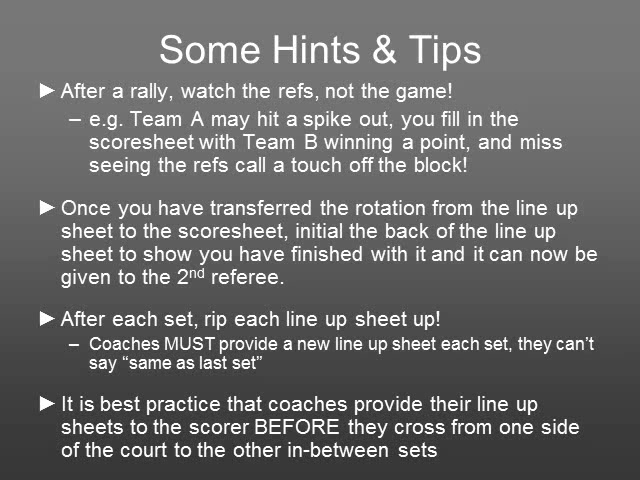 Some Hints & Tips
► After a rally, watch the refs, not the game!
– e.g. Team A may hit a spike out, you fill in the
scoresheet with Team B winning a point, and miss
seeing the refs call a touch off the block!
► Once you have transferred the rotation from the line up
sheet to the scoresheet, initial the back of the line up
sheet to show you have finished with it and it can now be
given to the 2nd referee.
► After each set, rip each line up sheet up!
– Coaches MUST provide a new line up sheet each set, they can’t
say “same as last set”
► It is best practice that coaches provide their line up
sheets to the scorer BEFORE they cross from one side
of the court to the other in-between sets